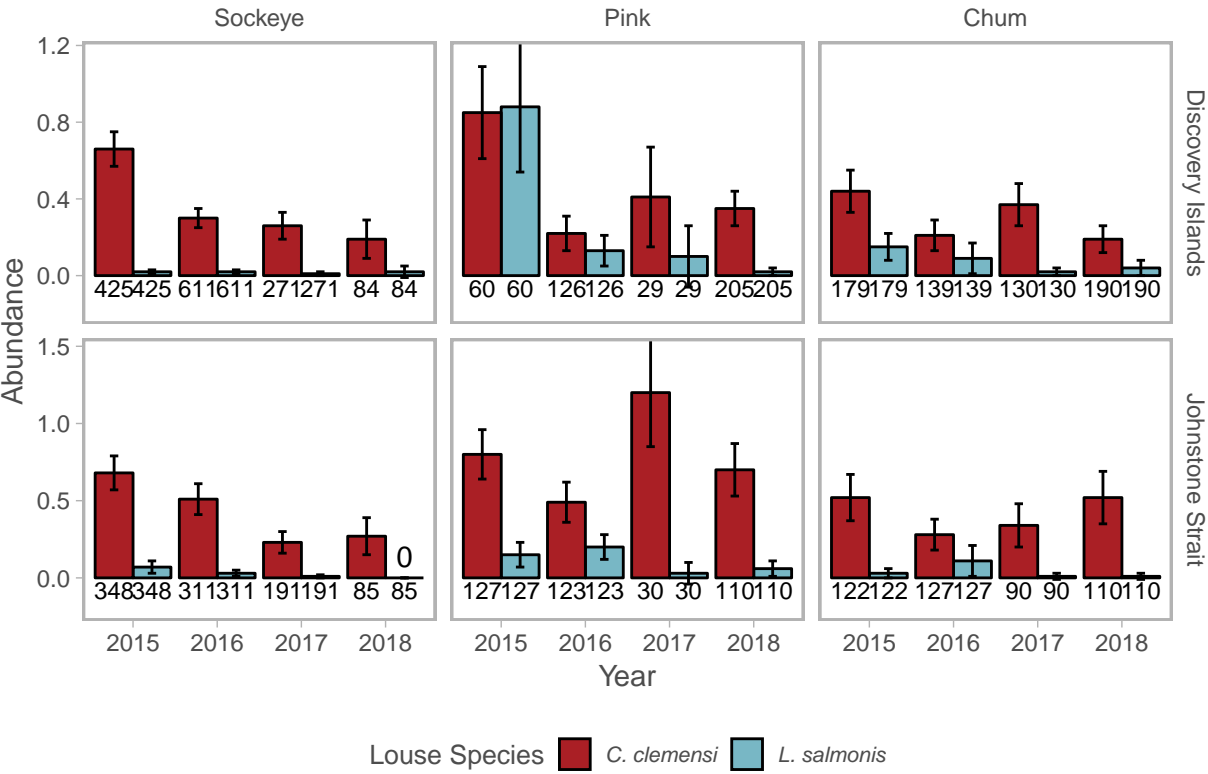 Sockeye Pink Chum
Abundance
1.2
0.8
0.4
0.0
425 425 611 611 271 271 84 84
60 60 126 126 29 29 205 205
179 179 139 139 130 130 190 190
Discovery Islands
1.5
1.0
0.5
0.0
0
348 348 311 311 191 191 85 85
127 127 123 123 30 30 110 110
122 122 127 127 90 90 110 110
Johnstone Strait
2015 2016 2017 2018
2015 2016 2017 2018
2015 2016 2017 2018
Year
Louse Species C. clemensi L. salmonis